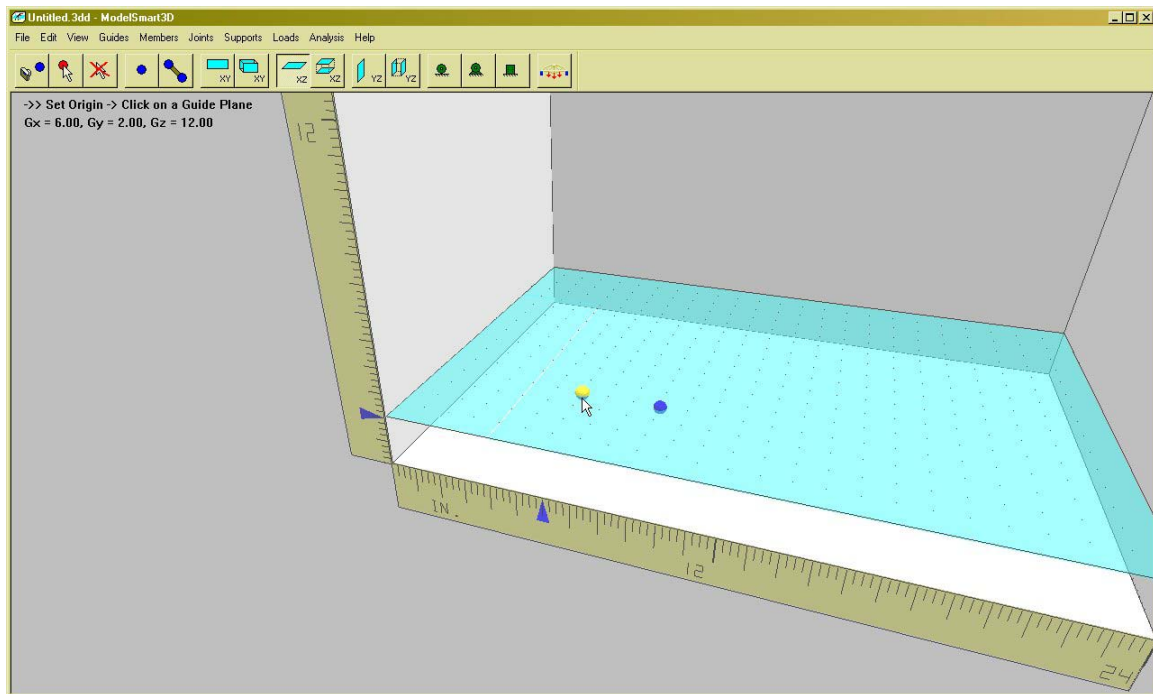 Untitled.3dd - ModelSmart3D
File Edit View Guides Members Joints Supports Loads Analysis Help
XY XY XZ XZ YZ YZ
->> Set Origin -> Click on a Guide Plane
Gx = 6.00, Gy = 2.00, Gz = 12.00
12
IN.
12
24